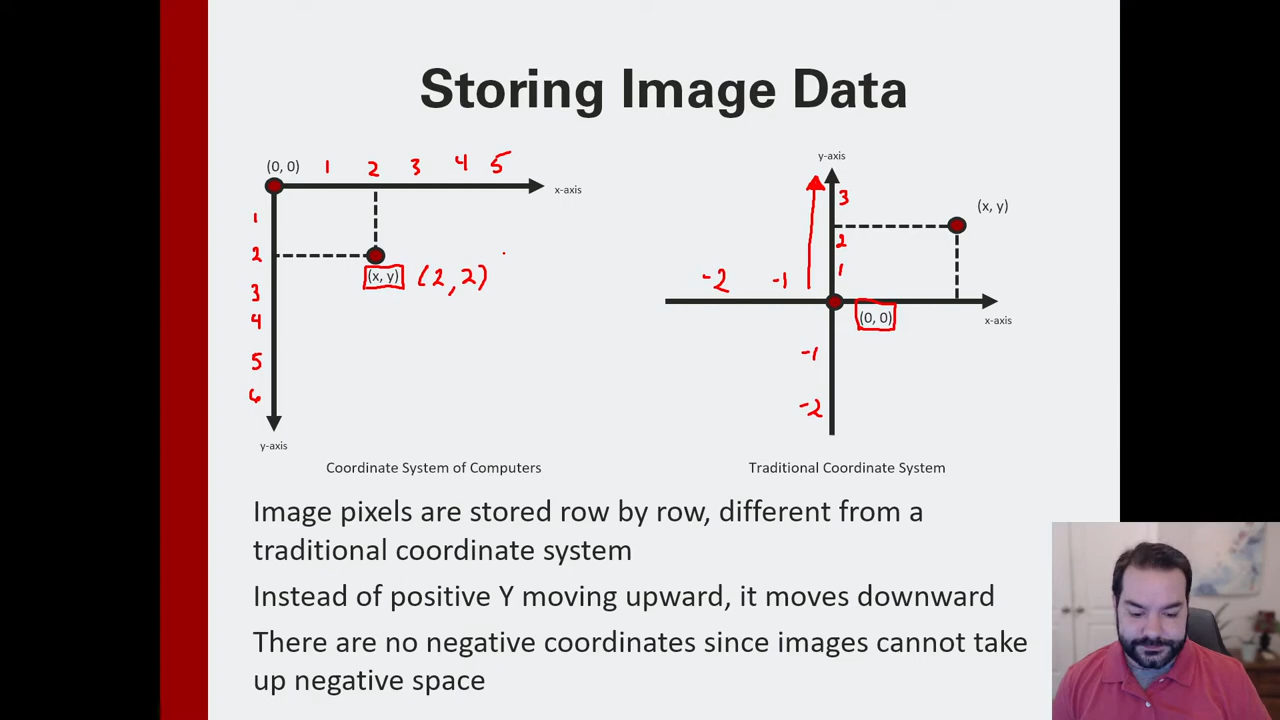 Storing Image Data
(0, 0) 1 2 3 4 5
x-axis
1
2
(x, y) (2, 2)
3
4
5
6
y-axis
Coordinate System of Computers
y-axis
3
(x, y)
2
-2 -1 1
(0, 0)
x-axis
-1
-2
Traditional Coordinate System
Image pixels are stored row by row, different from a
traditional coordinate system
Instead of positive Y moving upward, it moves downward
There are no negative coordinates since images cannot take
up negative space